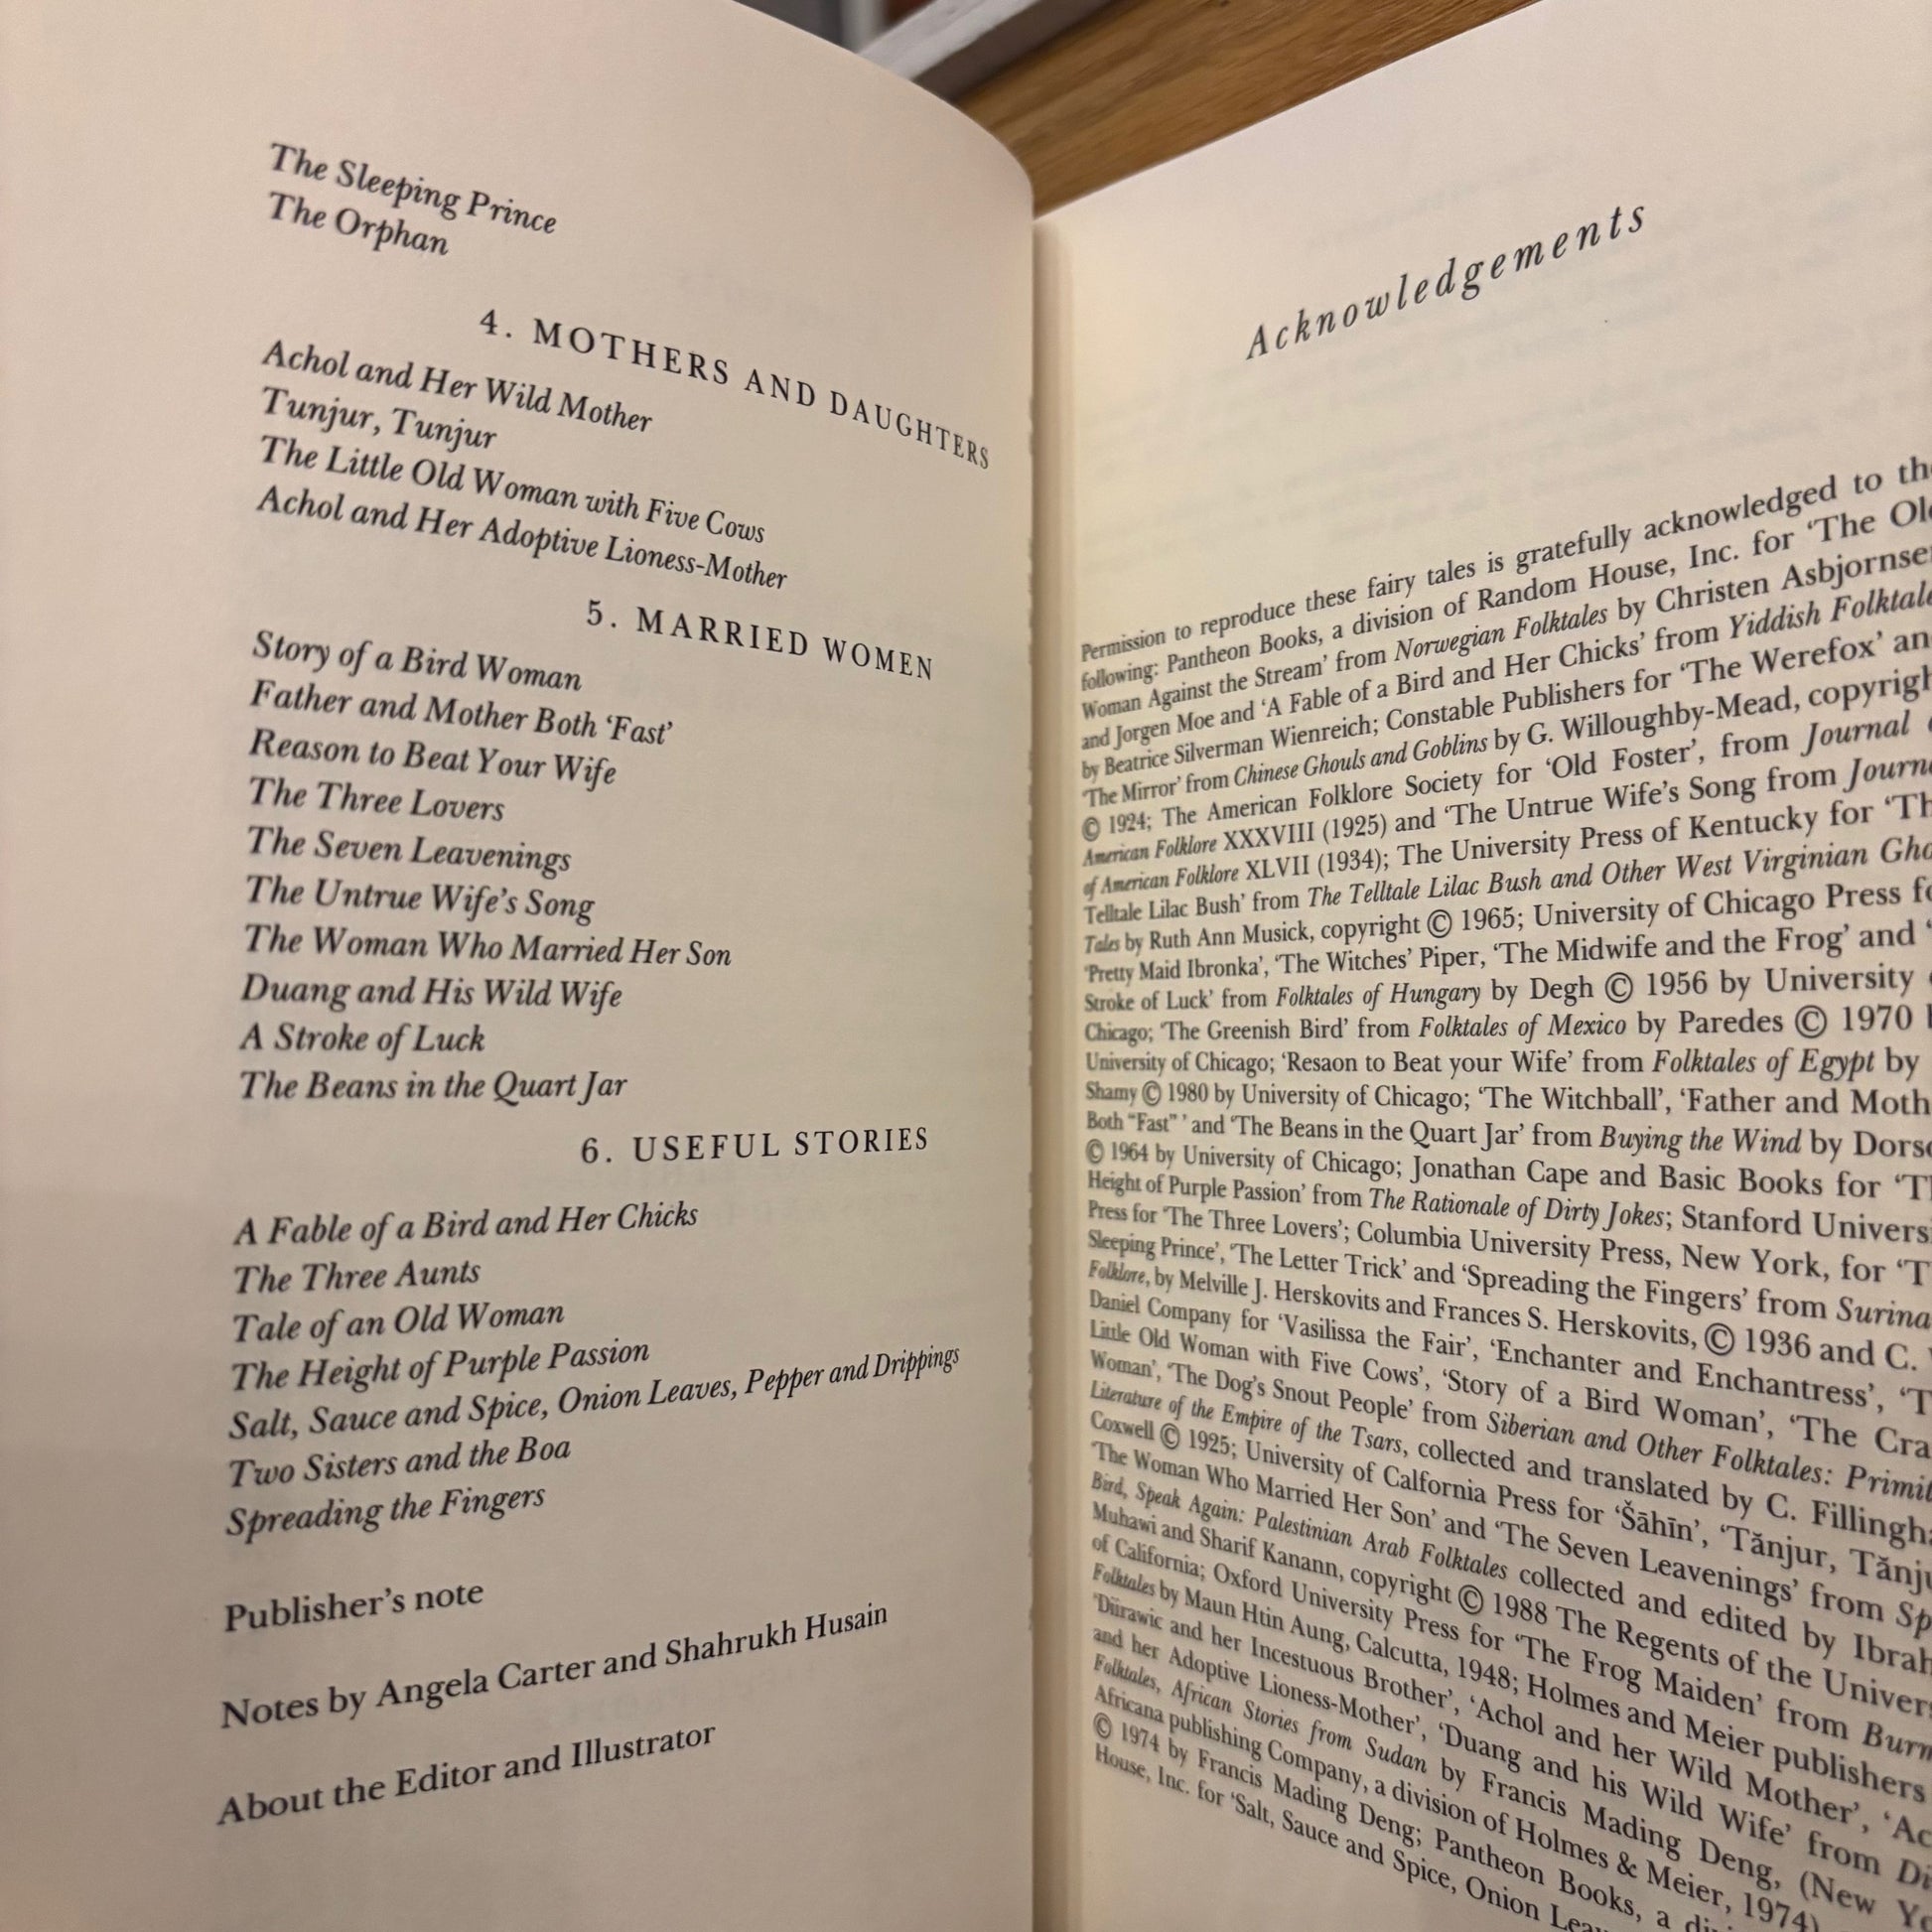 The Sleeping Prince
The Orphan
4. MOTHERS AND DAUGHTERS
Achol and Her Wild Mother
Tunjur, Tunjur
The Little Old Woman with Five Cows
Achol and Her Adoptive Lioness-Mother
5. MARRIED WOMEN
Story of a Bird Woman
Father and Mother Both ‘Fast’
Reason to Beat Your Wife
The Three Lovers
The Seven Leavenings
The Untrue Wife’s Song
The Woman Who Married Her Son
Duang and His Wild Wife
A Stroke of Luck
The Beans in the Quart Jar
6. USEFUL STORIES
A Fable of a Bird and Her Chicks
The Three Aunts
Tale of an Old Woman
The Height of Purple Passion
Salt, Sauce and Spice, Onion Leaves, Pepper and Drippings
Two Sisters and the Boa
Spreading the Fingers
Publisher’s note
Notes by Angela Carter and Shahrukh Husain
About the Editor and Illustrator
Acknowledgements
Permission to reproduce these fairy tales is gratefully acknowledged to
following: Pantheon Books, a division of Random House, Inc. for ‘The
Woman Against the Stream’ from Norwegian Folktales by Christen
and Jorgen Moe and ‘A Fable of a Bird and Her Chicks’ from Yiddish
by Beatrice Silverman Wienreich; Constable Publishers for ‘The Werefox’
‘The Mirror’ from Chinese Ghouls and Goblins by G. Willoughby-Mead,
© 1924; The American Folklore Society for ‘Old Foster’, from Journal
American Folklore XXXVIII (1925) and ‘The Untrue Wife’s Song from
of American Folklore XLVII (1934); The University Press of Kentucky for
Telltale Lilac Bush’ from The Telltale Lilac Bush and Other West Virginian
Tales by Ruth Ann Musick, copyright © 1965; University of Chicago Press
‘Pretty Maid Ibronka’, ‘The Witches’ Piper, ‘The Midwife and the Frog’ and
Stroke of Luck’ from Folktales of Hungary by Degh © 1956 by University
Chicago; ‘The Greenish Bird’ from Folktales of Mexico by Paredes © 1970
University of Chicago; ‘Resaon to Beat your Wife’ from Folktales of Egypt by
Shamy © 1980 by University of Chicago; ‘The Witchball’, ‘Father and
Both “Fast” ’ and ‘The Beans in the Quart Jar’ from Buying the Wind by
© 1964 by University of Chicago; Jonathan Cape and Basic Books for
Height of Purple Passion’ from The Rationale of Dirty Jokes; Stanford
Press for ‘The Three Lovers’; Columbia University Press, New York, for
Sleeping Prince’, ‘The Letter Trick’ and ‘Spreading the Fingers’ from
Folklore, by Melville J. Herskovits and Frances S. Herskovits, © 1936 and C.
Daniel Company for ‘Vasilissa the Fair’, ‘Enchanter and Enchantress’,
Little Old Woman with Five Cows’, ‘Story of a Bird Woman’, ‘The
Woman’, ‘The Dog’s Snout People’ from Siberian and Other Folktales:
Literature of the Empire of the Tsars, collected and translated by C.
Coxwell © 1925; University of Calfornia Press for ‘Šāhīn’, ‘Tănjur,
‘The Woman Who Married Her Son’ and ‘The Seven Leavenings’ from
Bird, Speak Again: Palestinian Arab Folktales collected and edited by
Muhawi and Sharif Kanann, copyright © 1988 The Regents of the
of California; Oxford University Press for ‘The Frog Maiden’ from
Folktales by Maun Htin Aung, Calcutta, 1948; Holmes and Meier publishers
‘Diirawic and her Incestuous Brother’, ‘Achol and her Wild Mother’,
and her Adoptive Lioness-Mother’, ‘Duang and his Wild Wife’ from
Folktales, African Stories from Sudan by Francis Mading Deng, (New
Africana publishing Company, a division of Holmes & Meier, 1974)
© 1974 by Francis Mading Deng; Pantheon Books, a
House, Inc. for ‘Salt, Sauce and Spice, Onion